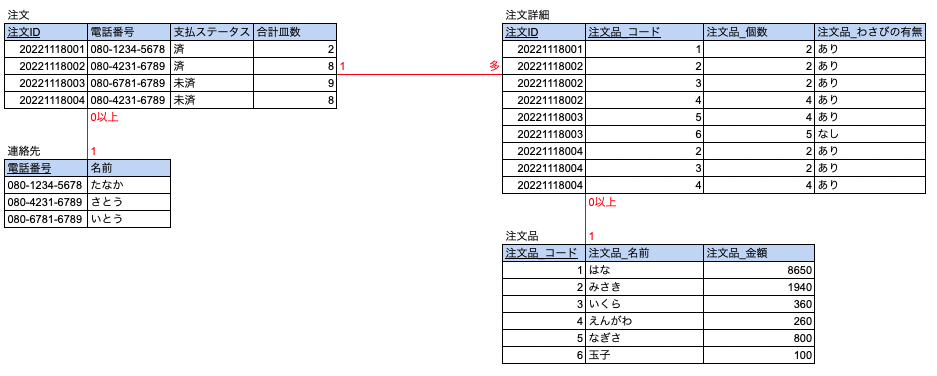 注文
注文ID 電話番号 支払ステータス 合計皿数
20221118001 080-1234-5678 済 2
20221118002 080-4231-6789 済 8
20221118003 080-6781-6789 未済 9
20221118004 080-4231-6789 未済 8
1
多
0以上
1
連絡先
電話番号 名前
080-1234-5678 たなか
080-4231-6789 さとう
080-6781-6789 いとう
注文詳細
注文ID 注文品_コード 注文品_個数 注文品_わさびの有無
20221118001 1 2 あり
20221118002 2 2 あり
20221118002 3 2 あり
20221118002 4 4 あり
20221118003 5 4 あり
20221118003 6 5 なし
20221118004 2 2 あり
20221118004 3 2 あり
20221118004 4 4 あり
0以上
1
注文品
注文品_コード 注文品_名前 注文品_金額
1 はな 8650
2 みさき 1940
3 いくら 360
4 えんがわ 260
5 なぎさ 800
6 玉子 100